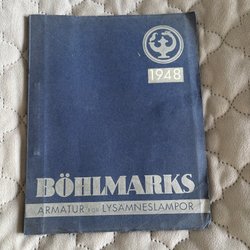 1948
BÖHLMARKS
ARMATUR FÖR LYSÄMNESLAMPOR